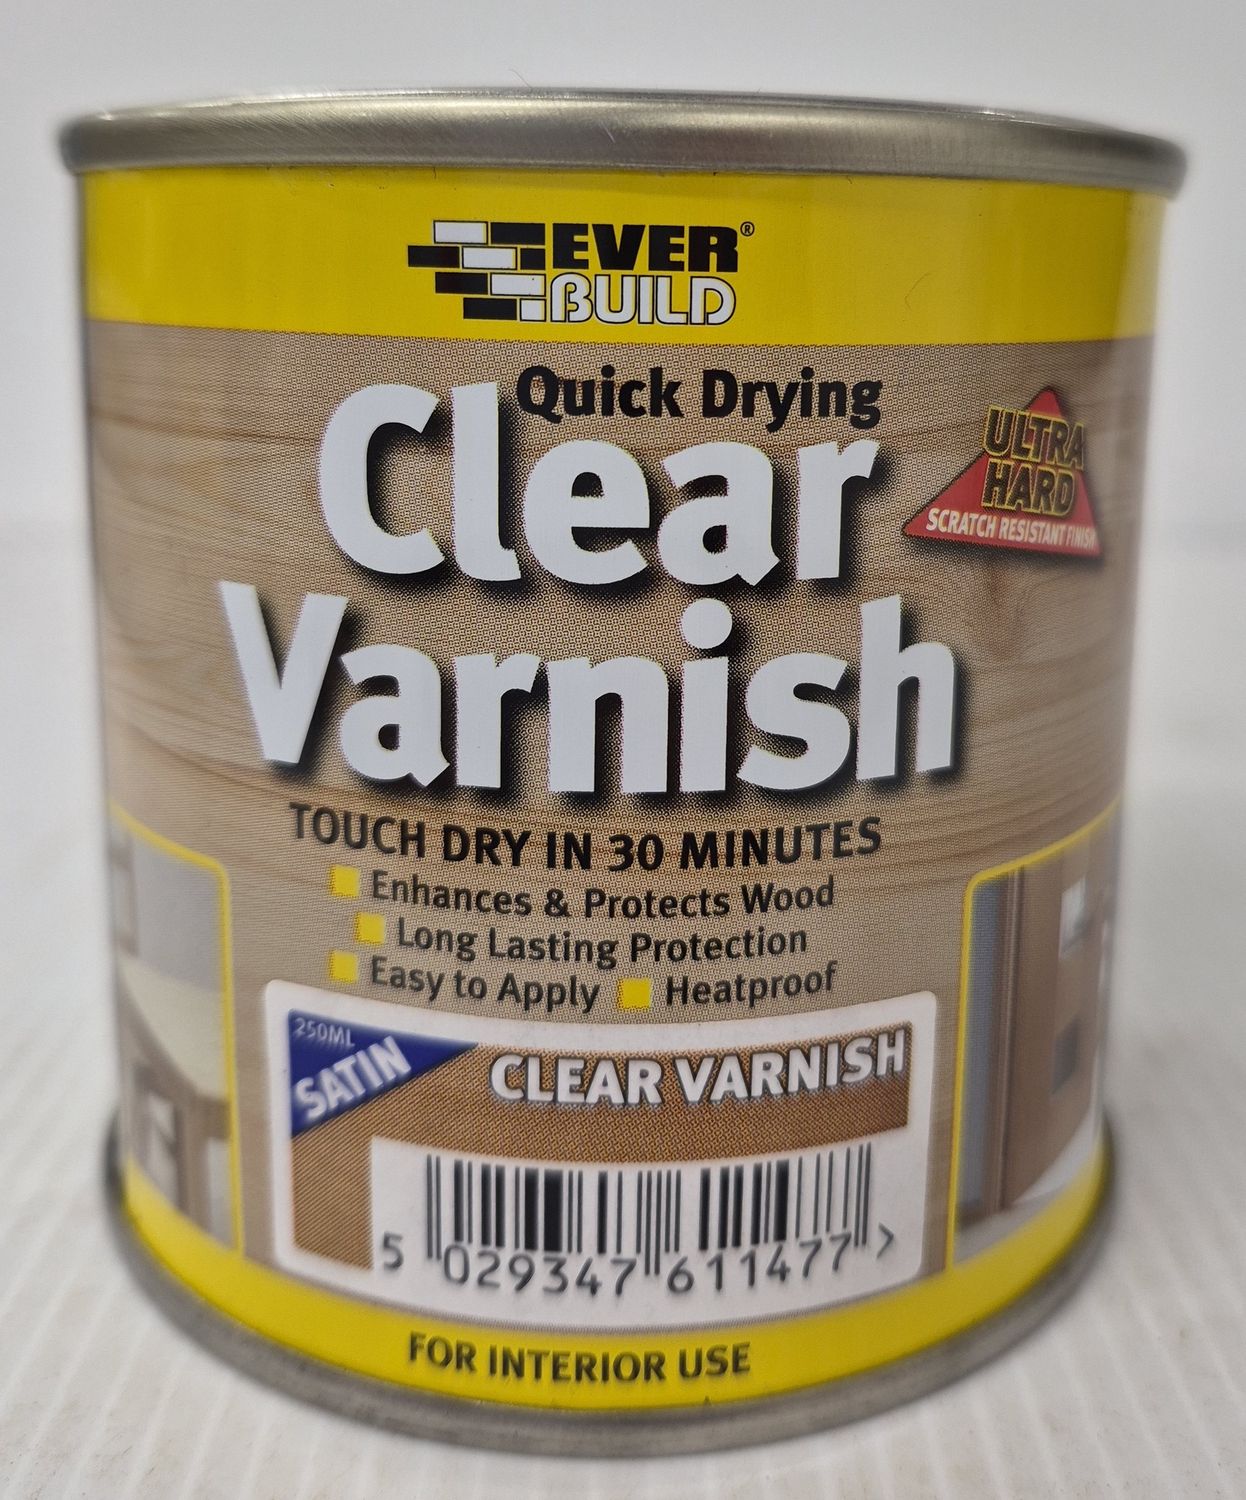 EVER®
BUILD
Quick Drying
Clear
Varnish
ULTRA
HARD
SCRATCH RESISTANT FINISH
TOUCH DRY IN 30 MINUTES
Enhances & Protects Wood
Long Lasting Protection
Easy to Apply Heatproof
250ML
SATIN
CLEAR VARNISH
5 029347 611477 >
FOR INTERIOR USE